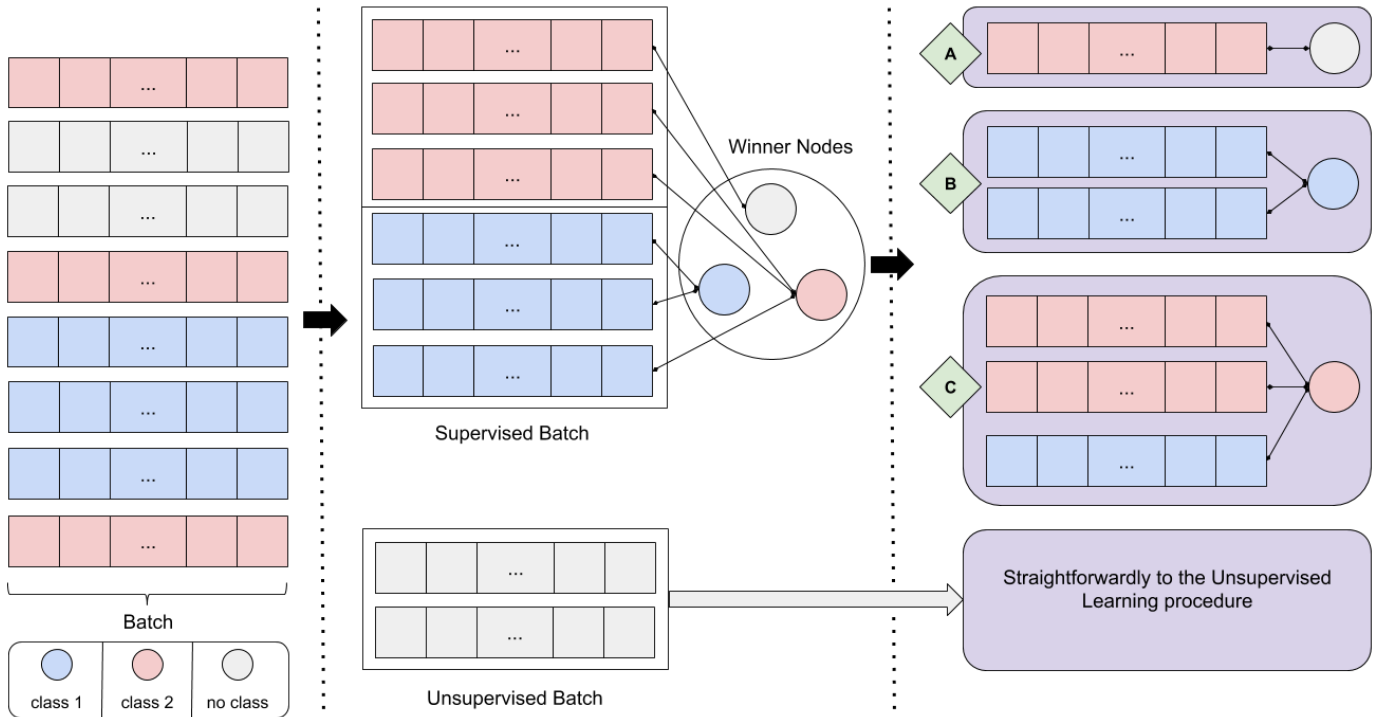 ...
...
...
...
...
...
...
...
Batch
class 1
class 2
no class
...
...
...
...
...
...
Supervised Batch
Winner Nodes
...
...
Unsupervised Batch
A
...
B
...
...
C
...
...
...
Straightforwardly to the Unsupervised
Learning procedure